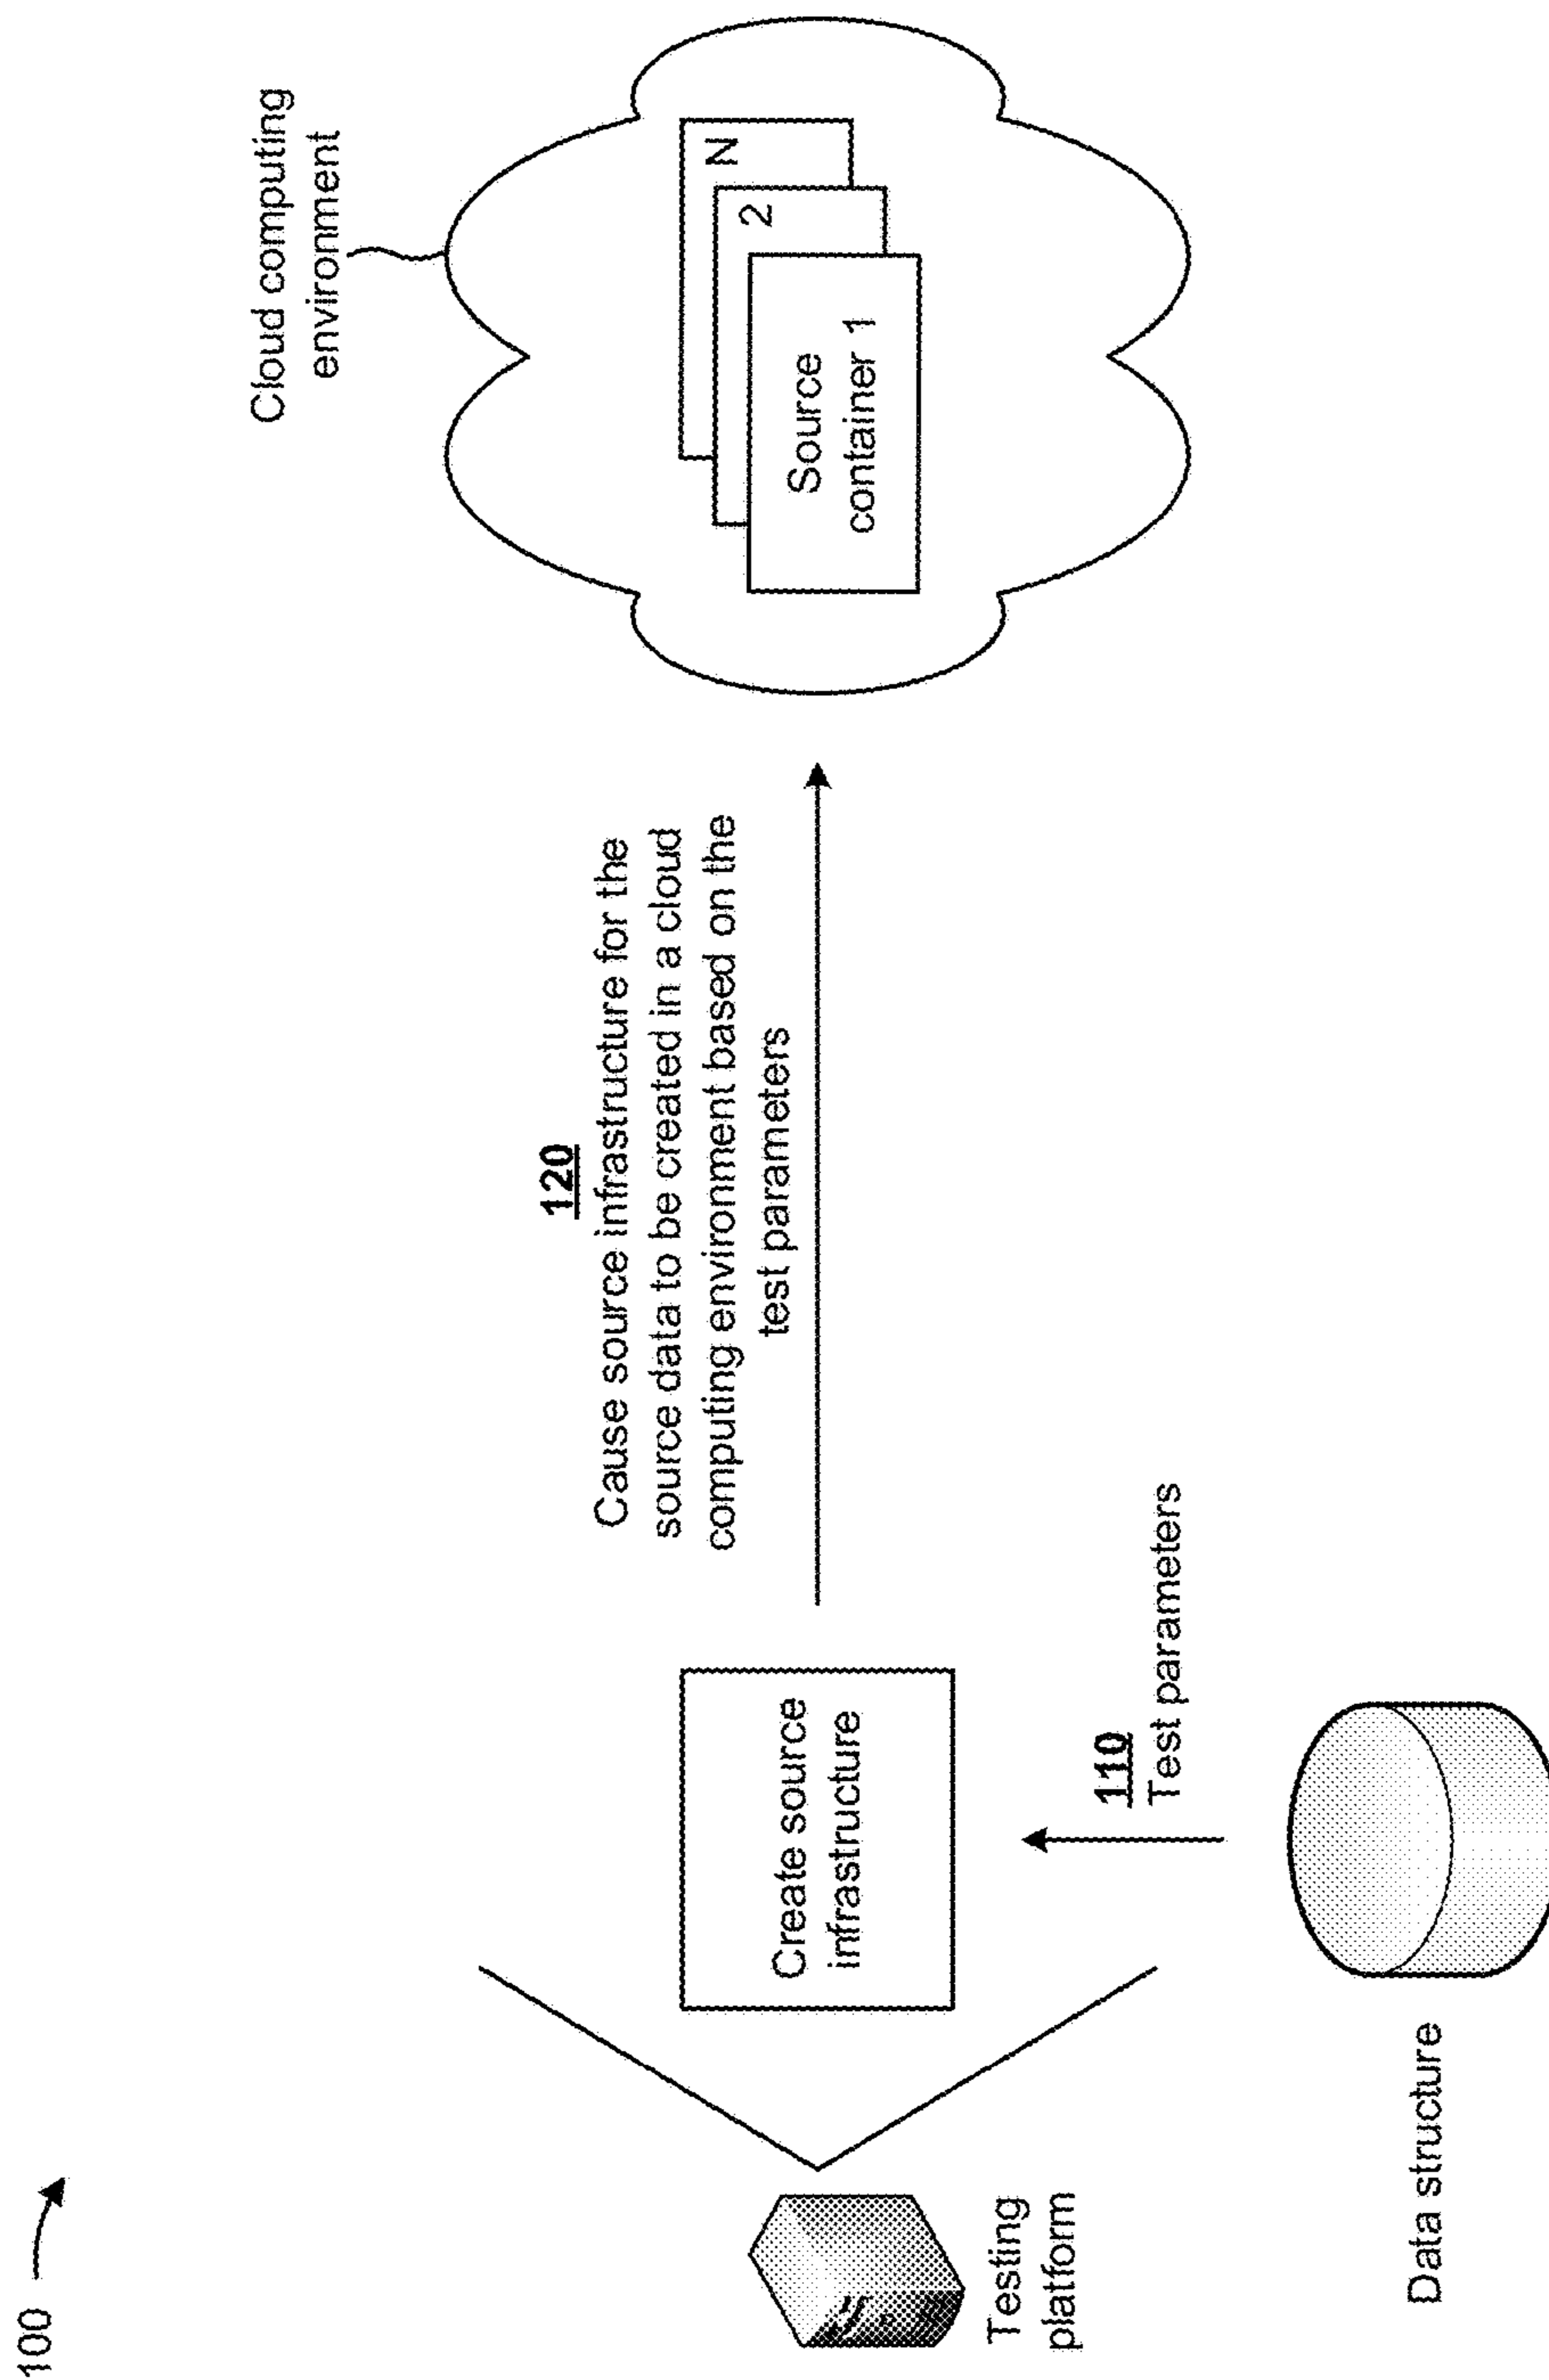 100
Cloud computing
environment
120
Cause source infrastructure for the
source data to be created in a cloud
computing environment based on the
test parameters
N
2
Source
container 1
Create source
infrastructure
Testing
platform
110
Test parameters
Data structure